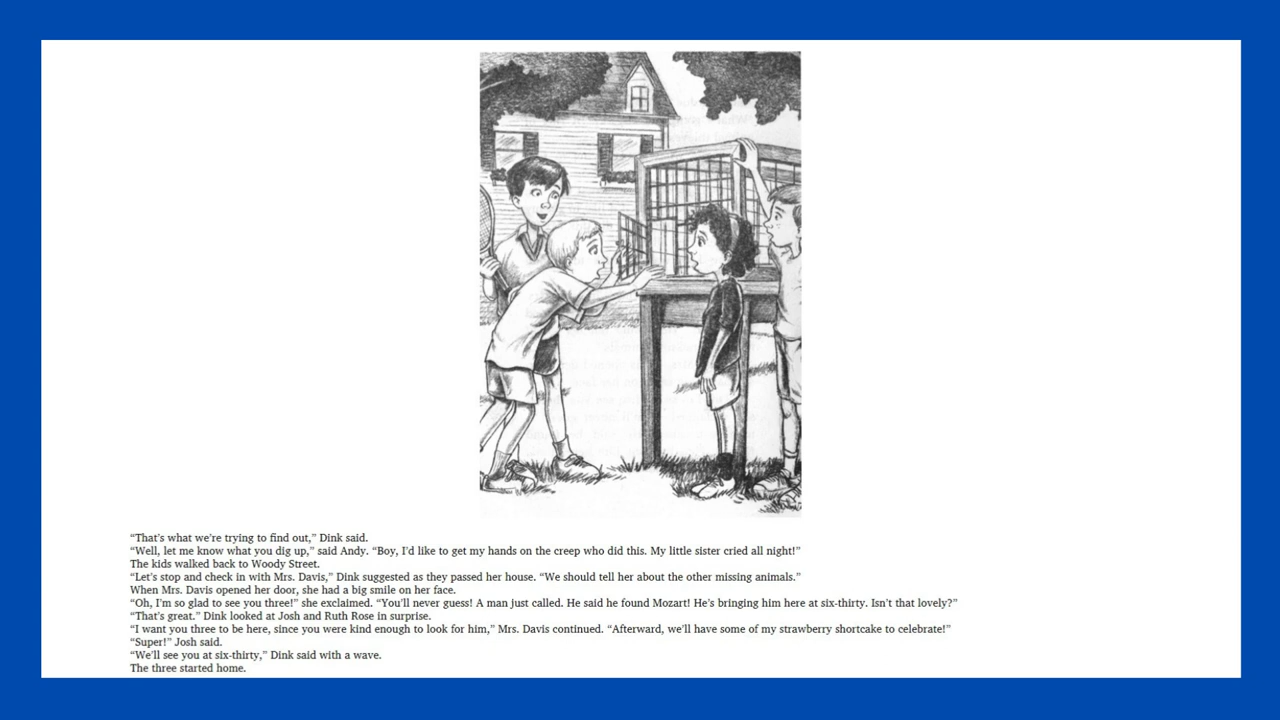 “That’s what we’re trying to find out,” Dink said.
“Well, let me know what you dig up,” said Andy. “Boy, I’d like to get my hands on the creep who did this. My little sister cried all night!”
The kids walked back to Woody Street.
“Let’s stop and check in with Mrs. Davis,” Dink suggested as they passed her house. “We should tell her about the other missing animals.”
When Mrs. Davis opened her door, she had a big smile on her face.
“Oh, I’m so glad to see you three!” she exclaimed. “You’ll never guess! A man just called. He said he found Mozart! He’s bringing him here at six-thirty. Isn’t that lovely?”
“That’s great.” Dink looked at Josh and Ruth Rose in surprise.
“I want you three to be here, since you were kind enough to look for him,” Mrs. Davis continued. “Afterward, we’ll have some of my strawberry shortcake to celebrate!”
“Super!” Josh said.
“We’ll see you at six-thirty,” Dink said with a wave.
The three started home.